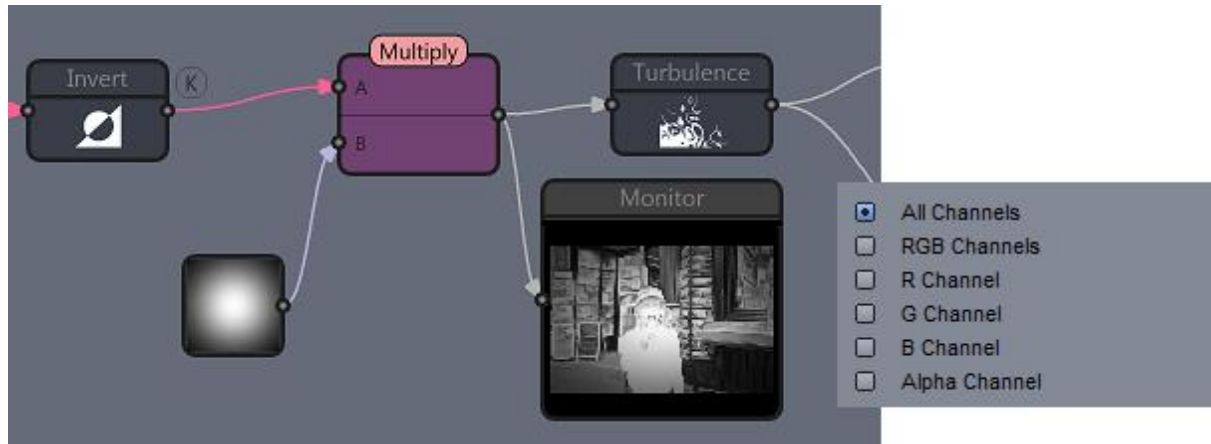 Multiply
Invert
K
A
B
Turbulence
Monitor
All Channels
RGB Channels
R Channel
G Channel
B Channel
Alpha Channel